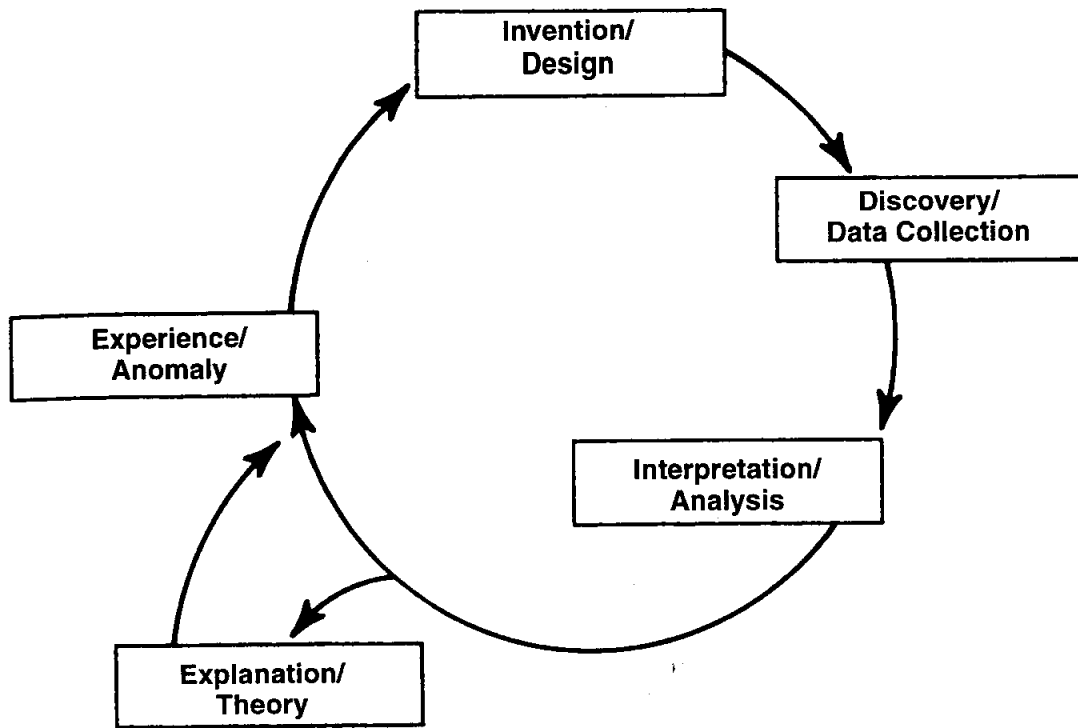 Invention/
Design
Discovery/
Data Collection
Experience/
Anomaly
Interpretation/
Analysis
Explanation/
Theory